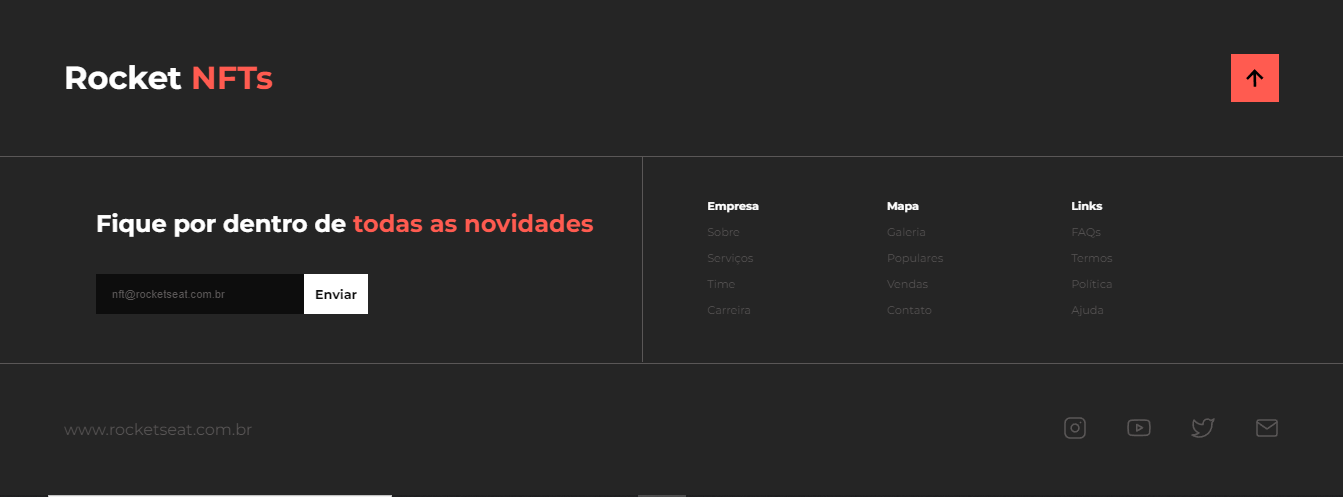 Rocket NFTs
Fique por dentro de todas as novidades
nft@rocketseat.com.br
Enviar
Empresa
Sobre
Serviços
Time
Carreira
Mapa
Galeria
Populares
Vendas
Contato
Links
FAQs
Termos
Política
Ajuda
www.rocketseat.com.br